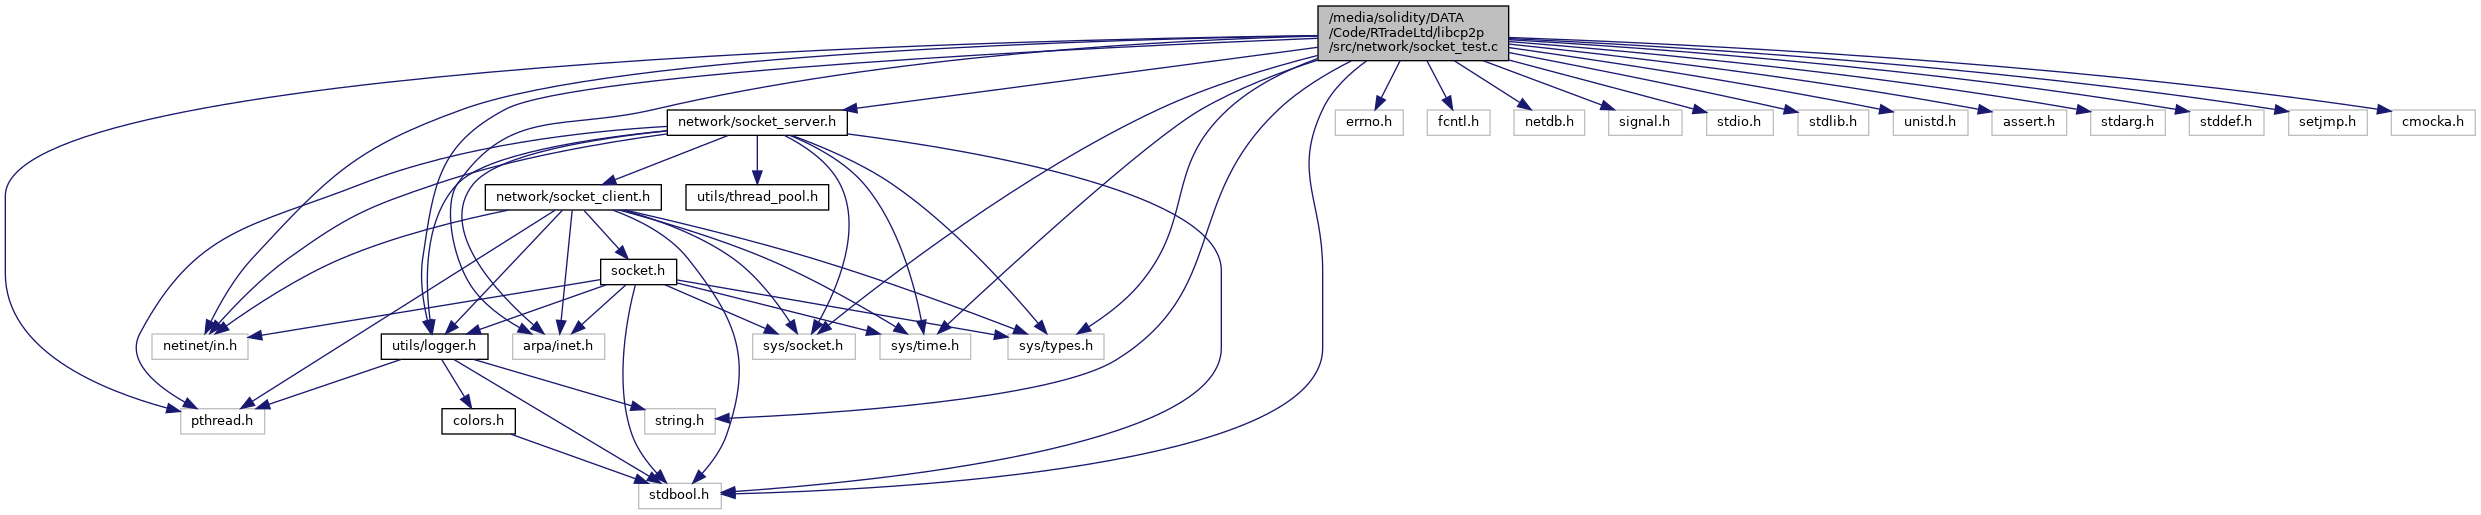 /media/solidity/DATA
/Code/RTradeLtd/libcp2p
/src/network/socket_test.c
network/socket_server.h
errno.h
fcntl.h
netdb.h
signal.h
stdio.h
stdlib.h
unistd.h
assert.h
stdarg.h
stddef.h
setjmp.h
cmocka.h
network/socket_client.h
utils/thread_pool.h
socket.h
netinet/in.h
utils/logger.h
arpa/inet.h
sys/socket.h
sys/time.h
sys/types.h
pthread.h
colors.h
string.h
stdbool.h